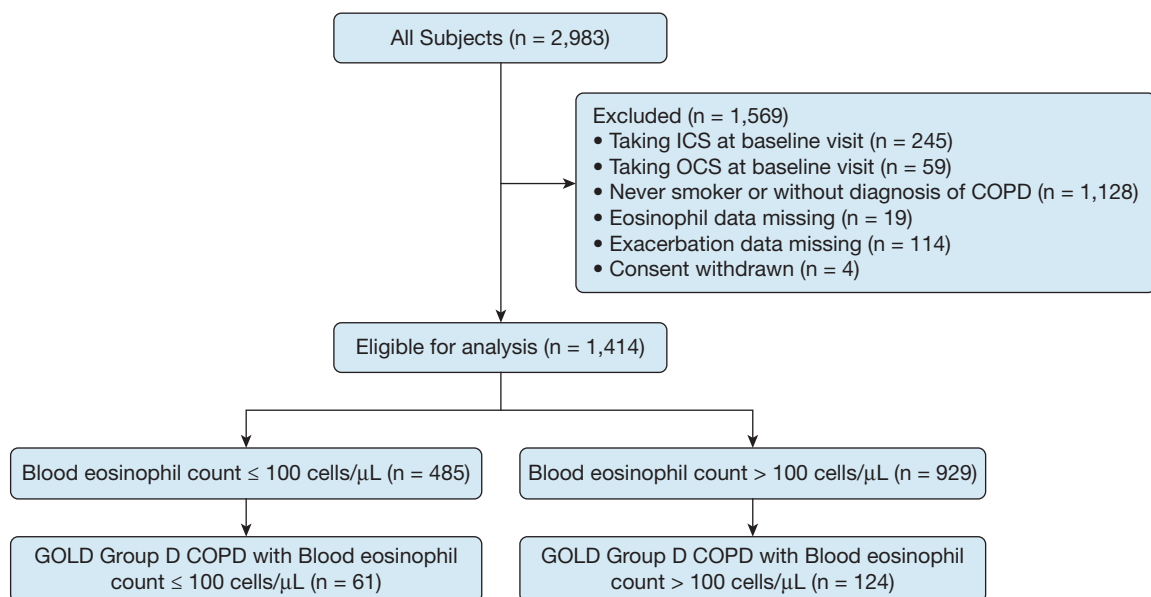 All Subjects (n = 2,983)
Excluded (n = 1,569)
• Taking ICS at baseline visit (n = 245)
• Taking OCS at baseline visit (n = 59)
• Never smoker or without diagnosis of COPD (n = 1,128)
• Eosinophil data missing (n = 19)
• Exacerbation data missing (n = 114)
• Consent withdrawn (n = 4)
Eligible for analysis (n = 1,414)
Blood eosinophil count ≤ 100 cells/μL (n = 485)
Blood eosinophil count > 100 cells/μL (n = 929)
GOLD Group D COPD with Blood eosinophil
count ≤ 100 cells/μL (n = 61)
GOLD Group D COPD with Blood eosinophil
count > 100 cells/μL (n = 124)